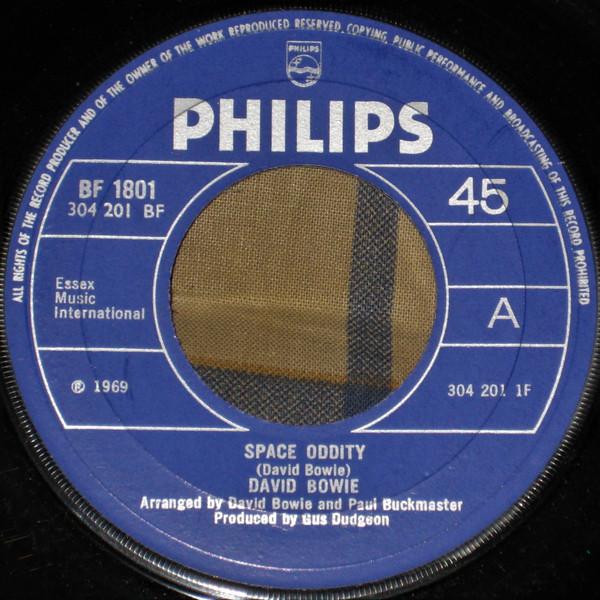 ALL RIGHTS OF THE RECORD PRODUCER AND OF THE OWNER OF THE WORK REPRODUCED RESERVED. COPYING, PUBLIC PERFORMANCE AND BROADCASTING OF THIS RECORD PROHIBITED
PHILIPS
PHILIPS
BF 1801
304 201 BF
45
Essex
Music
International
A
℗ 1969
304 201 1F
SPACE ODDITY
(David Bowie)
DAVID BOWIE
Arranged by David Bowie and Paul Buckmaster
Produced by Gus Dudgeon